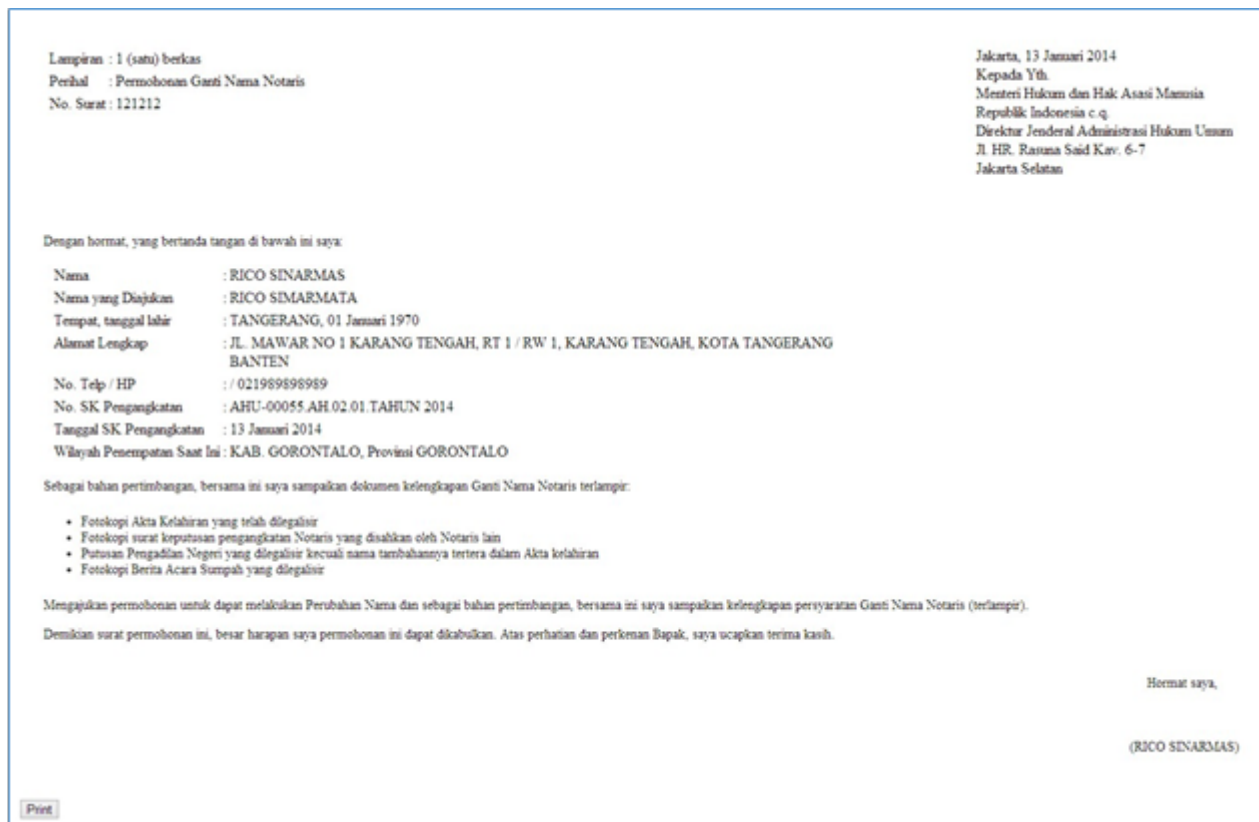 Lampiran : 1 (satu) berkas
Perihal : Permohonan Ganti Nama Notaris
No. Surat : 121212
Jakarta, 13 Januari 2014
Kepada Yth.
Menteri Hukum dan Hak Asasi Manusia
Republik Indonesia c.q.
Direktur Jenderal Administrasi Hukum Umum
Jl. HR. Rasuna Said Kav. 6-7
Jakarta Selatan
Dengan hormat, yang bertanda tangan di bawah ini saya:
Nama : RICO SINARMAS
Nama yang Diajukan : RICO SIMARMATA
Tempat, tanggal lahir : TANGERANG, 01 Januari 1970
Alamat Lengkap : JL. MAWAR NO 1 KARANG TENGAH, RT 1 / RW 1, KARANG TENGAH, KOTA TANGERANG
BANTEN
No. Telp / HP : / 021989898989
No. SK Pengangkatan : AHU-00055.AH.02.01.TAHUN 2014
Tanggal SK Pengangkatan : 13 Januari 2014
Wilayah Penempatan Saat Ini : KAB. GORONTALO, Provinsi GORONTALO
Sebagai bahan pertimbangan, bersama ini saya sampaikan dokumen kelengkapan Ganti Nama Notaris terlampir:
• Fotokopi Akta Kelahiran yang telah dilegalisir
• Fotokopi surat keputusan pengangkatan Notaris yang disahkan oleh Notaris lain
• Putusan Pengadilan Negeri yang dilegalisir kecuali nama tambahannya tertera dalam Akta kelahiran
• Fotokopi Berita Acara Sumpah yang dilegalisir
Mengajukan permohonan untuk dapat melakukan Perubahan Nama dan sebagai bahan pertimbangan, bersama ini saya sampaikan kelengkapan persyaratan Ganti Nama Notaris (terlampir).
Demikian surat permohonan ini, besar harapan saya permohonan ini dapat dikabulkan. Atas perhatian dan perkenan Bapak, saya ucapkan terima kasih.
Hormat saya,
(RICO SINARMAS)
Print